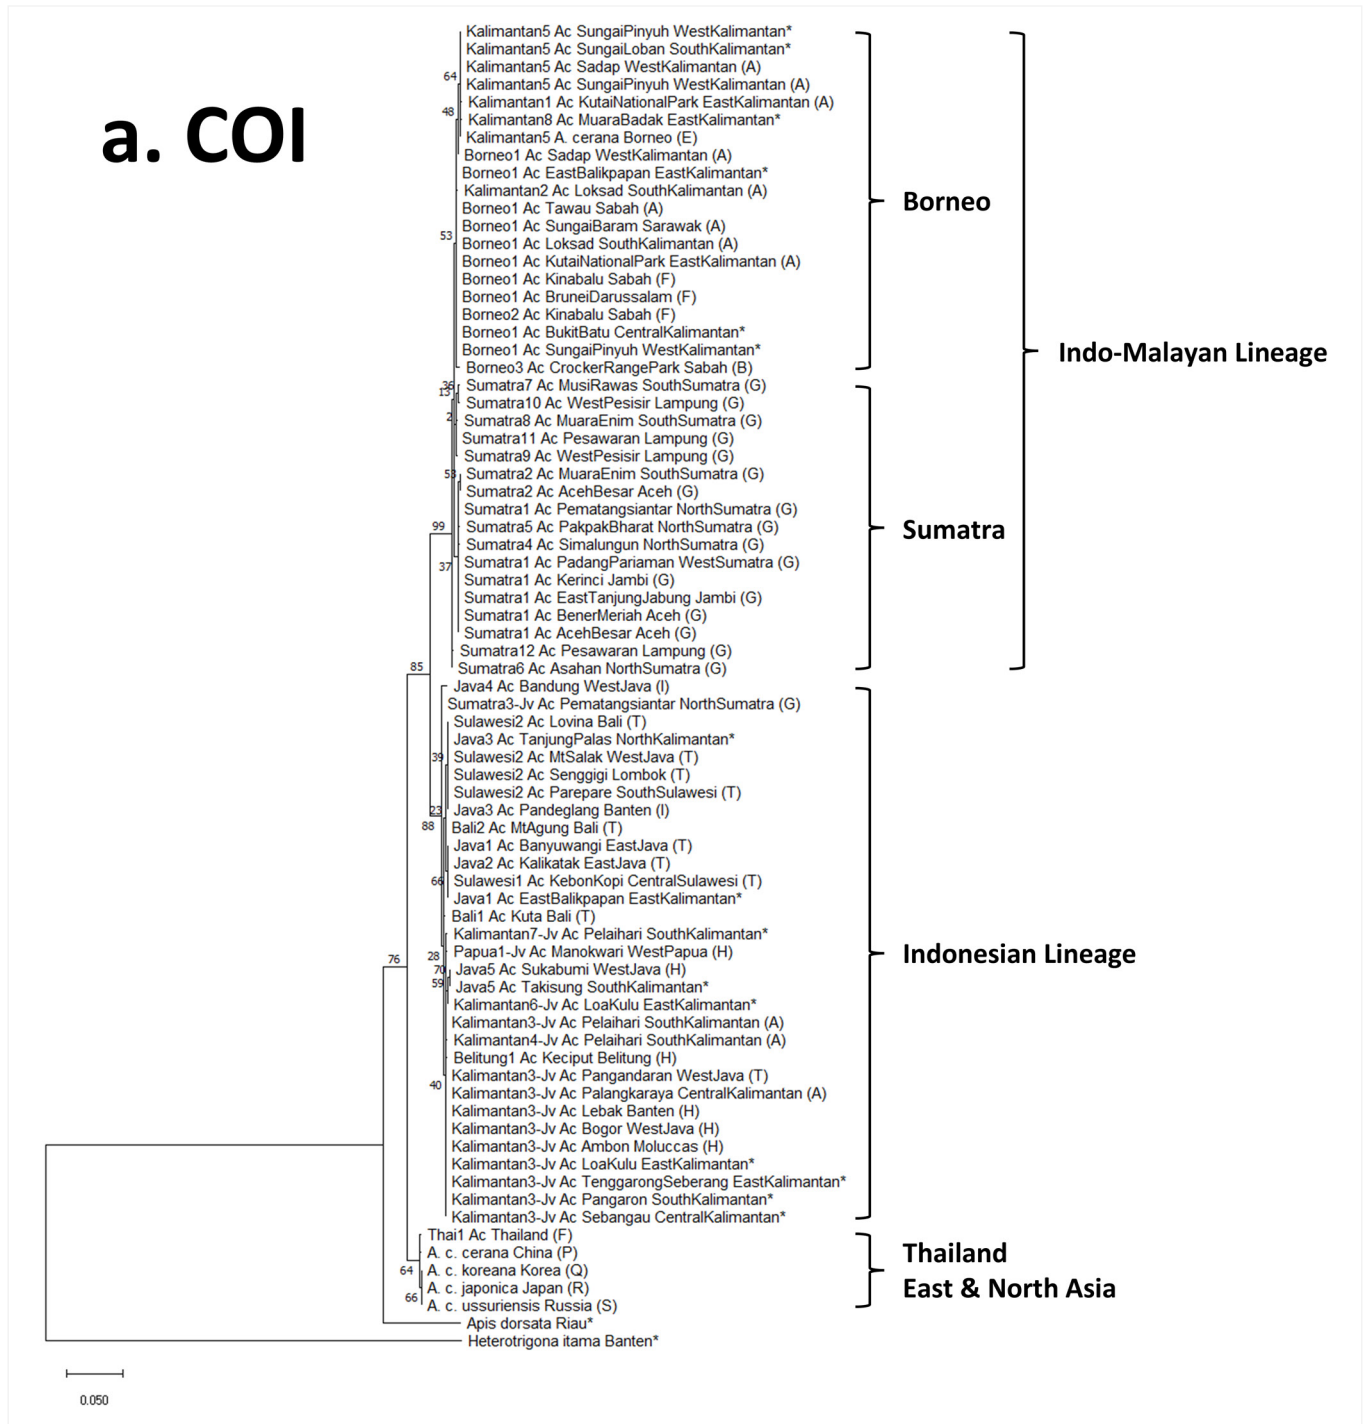 a. COI
Kalimantan5 Ac SungaiPinyuh WestKalimantan*
Kalimantan5 Ac SungaiLoban SouthKalimantan*
Kalimantan5 Ac Sadap WestKalimantan (A)
Kalimantan5 Ac SungaiPinyuh WestKalimantan (A)
Kalimantan1 Ac KutaiNationalPark EastKalimantan (A)
Kalimantan8 Ac MuaraBadak EastKalimantan*
Kalimantan5 A. cerana Borneo (E)
Borneo1 Ac Sadap WestKalimantan (A)
Borneo1 Ac EastBalikpapan EastKalimantan*
Kalimantan2 Ac Loksad SouthKalimantan (A)
Borneo1 Ac Tawau Sabah (A)
Borneo1 Ac SungaiBaram Sarawak (A)
Borneo1 Ac Loksad SouthKalimantan (A)
Borneo1 Ac KutaiNationalPark EastKalimantan (A)
Borneo1 Ac Kinabalu Sabah (F)
Borneo1 Ac BruneiDarussalam (F)
Borneo2 Ac Kinabalu Sabah (F)
Borneo1 Ac BukitBatu CentralKalimantan*
Borneo1 Ac SungaiPinyuh WestKalimantan*
Borneo3 Ac CrockerRangePark Sabah (B)
Sumatra7 Ac MusiRawas SouthSumatra (G)
Sumatra10 Ac WestPesisir Lampung (G)
Sumatra8 Ac MuaraEnim SouthSumatra (G)
Sumatra11 Ac Pesawaran Lampung (G)
Sumatra9 Ac WestPesisir Lampung (G)
Sumatra2 Ac MuaraEnim SouthSumatra (G)
Sumatra2 Ac AcehBesar Aceh (G)
Sumatra1 Ac Pematangsiantar NorthSumatra (G)
Sumatra5 Ac PakpakBharat NorthSumatra (G)
Sumatra4 Ac Simalungun NorthSumatra (G)
Sumatra1 Ac PadangPariaman WestSumatra (G)
Sumatra1 Ac Kerinci Jambi (G)
Sumatra1 Ac EastTanjungJabung Jambi (G)
Sumatra1 Ac BenerMeriah Aceh (G)
Sumatra1 Ac AcehBesar Aceh (G)
Sumatra12 Ac Pesawaran Lampung (G)
Sumatra6 Ac Asahan NorthSumatra (G)
Java4 Ac Bandung WestJava (I)
Sumatra3-Jv Ac Pematangsiantar NorthSumatra (G)
Sulawesi2 Ac Lovina Bali (T)
Java3 Ac TanjungPalas NorthKalimantan*
Sulawesi2 Ac MtSalak WestJava (T)
Sulawesi2 Ac Senggigi Lombok (T)
Sulawesi2 Ac Parepare SouthSulawesi (T)
Java3 Ac Pandeglang Banten (I)
Bali2 Ac MtAgung Bali (T)
Java1 Ac Banyuwangi EastJava (T)
Java2 Ac Kalikatak EastJava (T)
Sulawesi1 Ac KebonKopi CentralSulawesi (T)
Java1 Ac EastBalikpapan EastKalimantan*
Bali1 Ac Kuta Bali (T)
Kalimantan7-Jv Ac Pelaihari SouthKalimantan*
Papua1-Jv Ac Manokwari WestPapua (H)
Java5 Ac Sukabumi WestJava (H)
Java5 Ac Takisung SouthKalimantan*
Kalimantan6-Jv Ac LoaKulu EastKalimantan*
Kalimantan3-Jv Ac Pelaihari SouthKalimantan (A)
Kalimantan4-Jv Ac Pelaihari SouthKalimantan (A)
Belitung1 Ac Keciput Belitung (H)
Kalimantan3-Jv Ac Pangandaran WestJava (T)
Kalimantan3-Jv Ac Palangkaraya CentralKalimantan (A)
Kalimantan3-Jv Ac Lebak Banten (H)
Kalimantan3-Jv Ac Bogor WestJava (H)
Kalimantan3-Jv Ac Ambon Moluccas (H)
Kalimantan3-Jv Ac LoaKulu EastKalimantan*
Kalimantan3-Jv Ac TenggarongSeberang EastKalimantan*
Kalimantan3-Jv Ac Pangaron SouthKalimantan*
Kalimantan3-Jv Ac Sebangau CentralKalimantan*
Thai1 Ac Thailand (F)
A. c. cerana China (P)
A. c. koreana Korea (Q)
A. c. japonica Japan (R)
A. c. ussuriensis Russia (S)
Apis dorsata Riau*
Heterotrigona itama Banten*
64
48
53
36
13
2
53
99
37
85
39
23
88
66
28
70
59
76
40
64
66
0.050
Borneo
Sumatra
Indo-Malayan Lineage
Indonesian Lineage
Thailand
East & North Asia